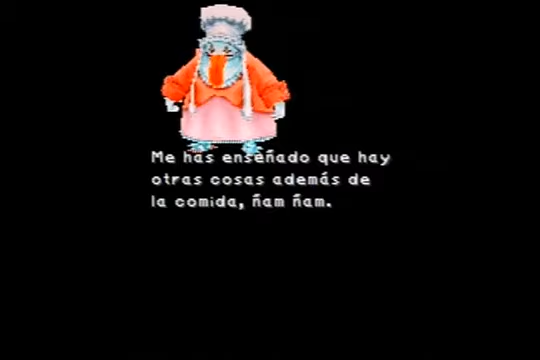 Me has enseñado que hay
otras cosas además de
la comida, ñam ñam.